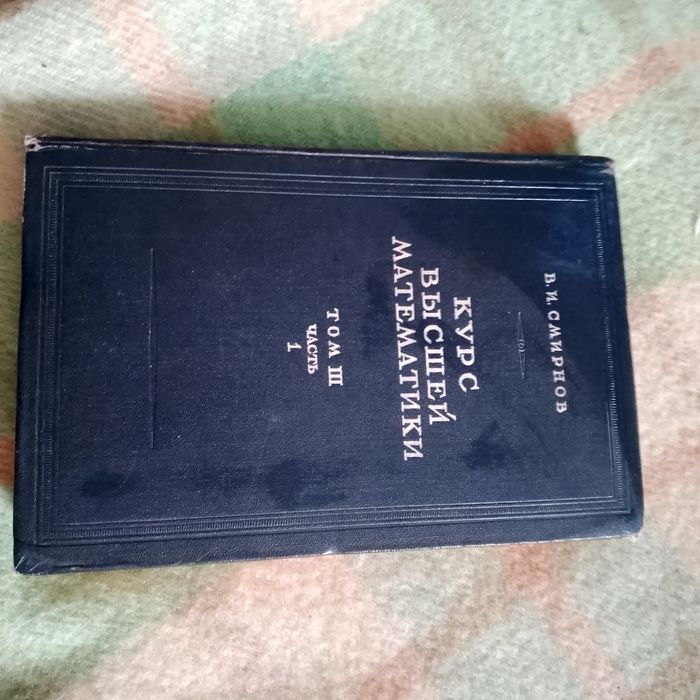 В. И. СМИРНОВ
КУРС
ВЫСШЕЙ
МАТЕМАТИКИ
ТОМ III
ЧАСТЬ
1